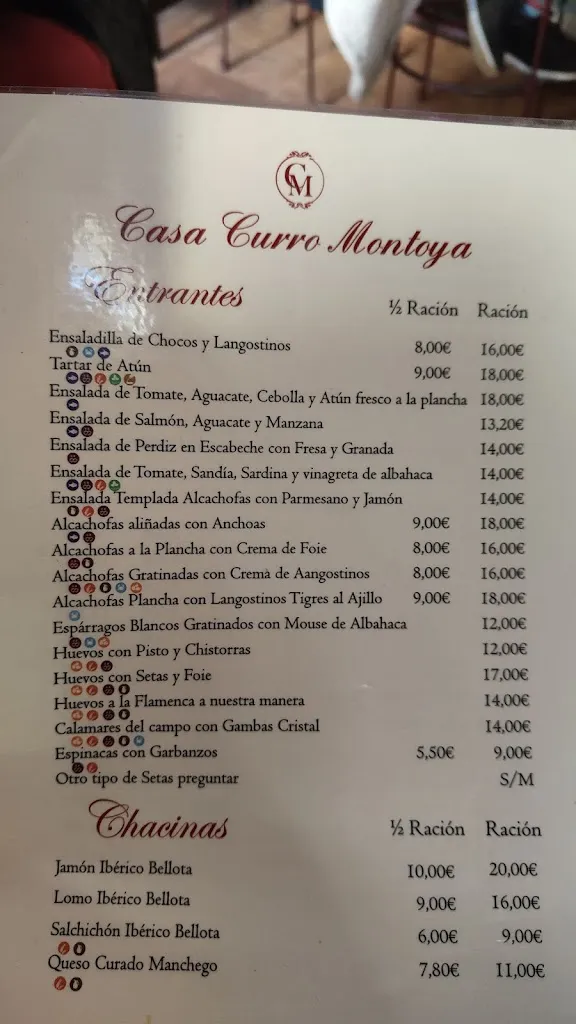 CM
Casa Curro Montoya
Entrantes ½ Ración Ración
Ensaladilla de Chocos y Langostinos 8,00€ 16,00€
Tartar de Atún 9,00€ 18,00€
Ensalada de Tomate, Aguacate, Cebolla y Atún fresco a la plancha 18,00€
Ensalada de Salmón, Aguacate y Manzana 13,20€
Ensalada de Perdiz en Escabeche con Fresa y Granada 14,00€
Ensalada de Tomate, Sandía, Sardina y vinagreta de albahaca 14,00€
Ensalada Templada Alcachofas con Parmesano y Jamón 14,00€
Alcachofas aliñadas con Anchoas 9,00€ 18,00€
Alcachofas a la Plancha con Crema de Foie 8,00€ 16,00€
Alcachofas Gratinadas con Crema de Aangostinos 8,00€ 16,00€
Alcachofas Plancha con Langostinos Tigres al Ajillo 9,00€ 18,00€
Espárragos Blancos Gratinados con Mouse de Albahaca 12,00€
Huevos con Pisto y Chistorras 12,00€
Huevos con Setas y Foie 17,00€
Huevos a la Flamenca a nuestra manera 14,00€
Calamares del campo con Gambas Cristal 14,00€
Espinacas con Garbanzos 5,50€ 9,00€
Otro tipo de Setas preguntar S/M
Chacinas ½ Ración Ración
Jamón Ibérico Bellota 10,00€ 20,00€
Lomo Ibérico Bellota 9,00€ 16,00€
Salchichón Ibérico Bellota 6,00€ 9,00€
Queso Curado Manchego 7,80€ 11,00€